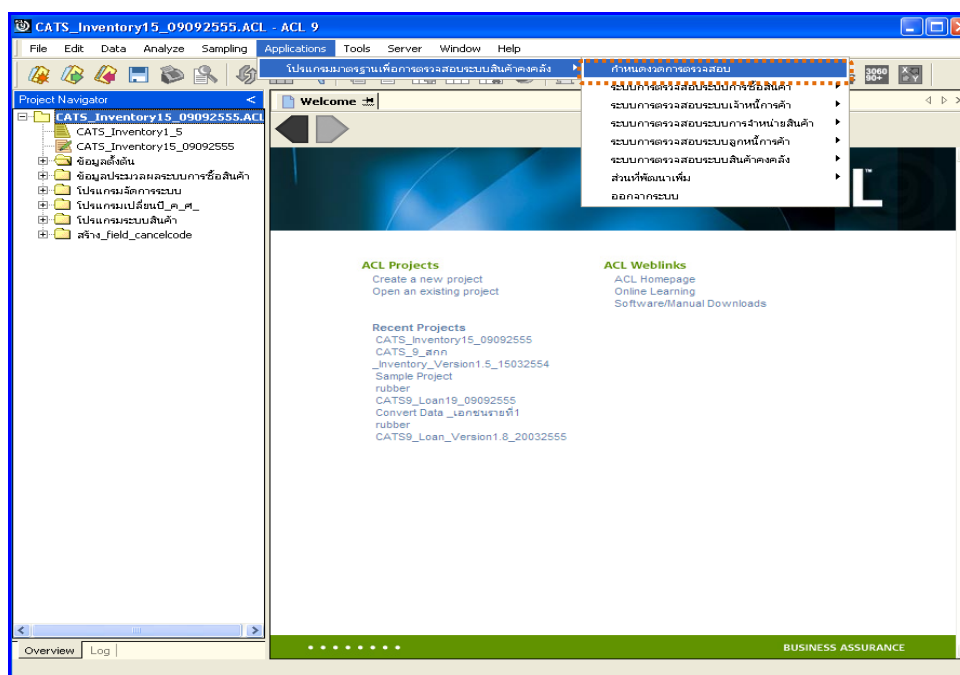 CATS_Inventory15_09092555.ACL - ACL 9
File Edit Data Analyze Sampling Applications Tools Server Window Help
โปรแกรมมาตรฐานเพื่อการตรวจสอบระบบสินค้าคงคลัง
กำหนดงวดการตรวจสอบ
ระบบการตรวจสอบระบบการซื้อสินค้า
ระบบการตรวจสอบระบบเจ้าหนี้การค้า
ระบบการตรวจสอบระบบการจำหน่ายสินค้า
ระบบการตรวจสอบระบบลูกหนี้การค้า
ระบบการตรวจสอบระบบสินค้าคงคลัง
ส่วนที่พัฒนาเพิ่ม
ออกจากระบบ
3060
90+
Project Navigator <
CATS_Inventory15_09092555.ACL
CATS_Inventory1_5
CATS_Inventory15_09092555
ข้อมูลตั้งต้น
ข้อมูลประมวลผลระบบการซื้อสินค้า
โปรแกรมจัดการระบบ
โปรแกรมเปลี่ยนปี_ค_ศ_
โปรแกรมระบบสินค้า
สร้าง_field_cancelcode
Welcome
L
TM
ACL Projects
Create a new project
Open an existing project
Recent Projects
CATS_Inventory15_09092555
CATS_9_สกก
_Inventory_Version1.5_15032554
Sample Project
rubber
CATS9_Loan19_09092555
Convert Data _เอกชนรายที่1
rubber
CATS9_Loan_Version1.8_20032555
ACL Weblinks
ACL Homepage
Online Learning
Software/Manual Downloads
BUSINESS ASSURANCE
Overview Log